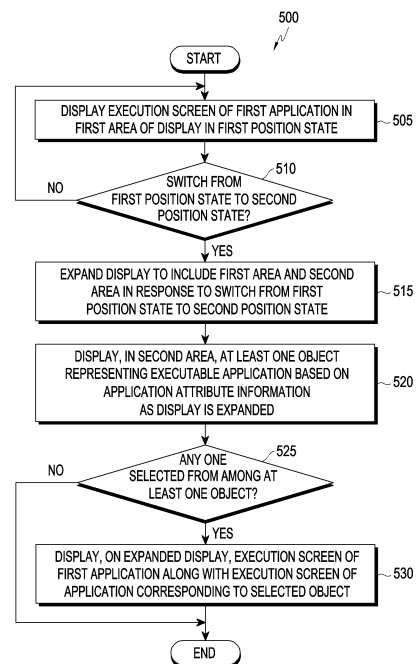 500
START
DISPLAY EXECUTION SCREEN OF FIRST APPLICATION IN
FIRST AREA OF DISPLAY IN FIRST POSITION STATE
505
510
SWITCH FROM
FIRST POSITION STATE TO SECOND
POSITION STATE?
NO
YES
EXPAND DISPLAY TO INCLUDE FIRST AREA AND SECOND
AREA IN RESPONSE TO SWITCH FROM FIRST
POSITION STATE TO SECOND POSITION STATE
515
DISPLAY, IN SECOND AREA, AT LEAST ONE OBJECT
REPRESENTING EXECUTABLE APPLICATION BASED ON
APPLICATION ATTRIBUTE INFORMATION
AS DISPLAY IS EXPANDED
520
525
ANY ONE
SELECTED FROM AMONG AT
LEAST ONE OBJECT?
NO
YES
DISPLAY, ON EXPANDED DISPLAY, EXECUTION SCREEN OF
FIRST APPLICATION ALONG WITH EXECUTION SCREEN OF
APPLICATION CORRESPONDING TO SELECTED OBJECT
530
END